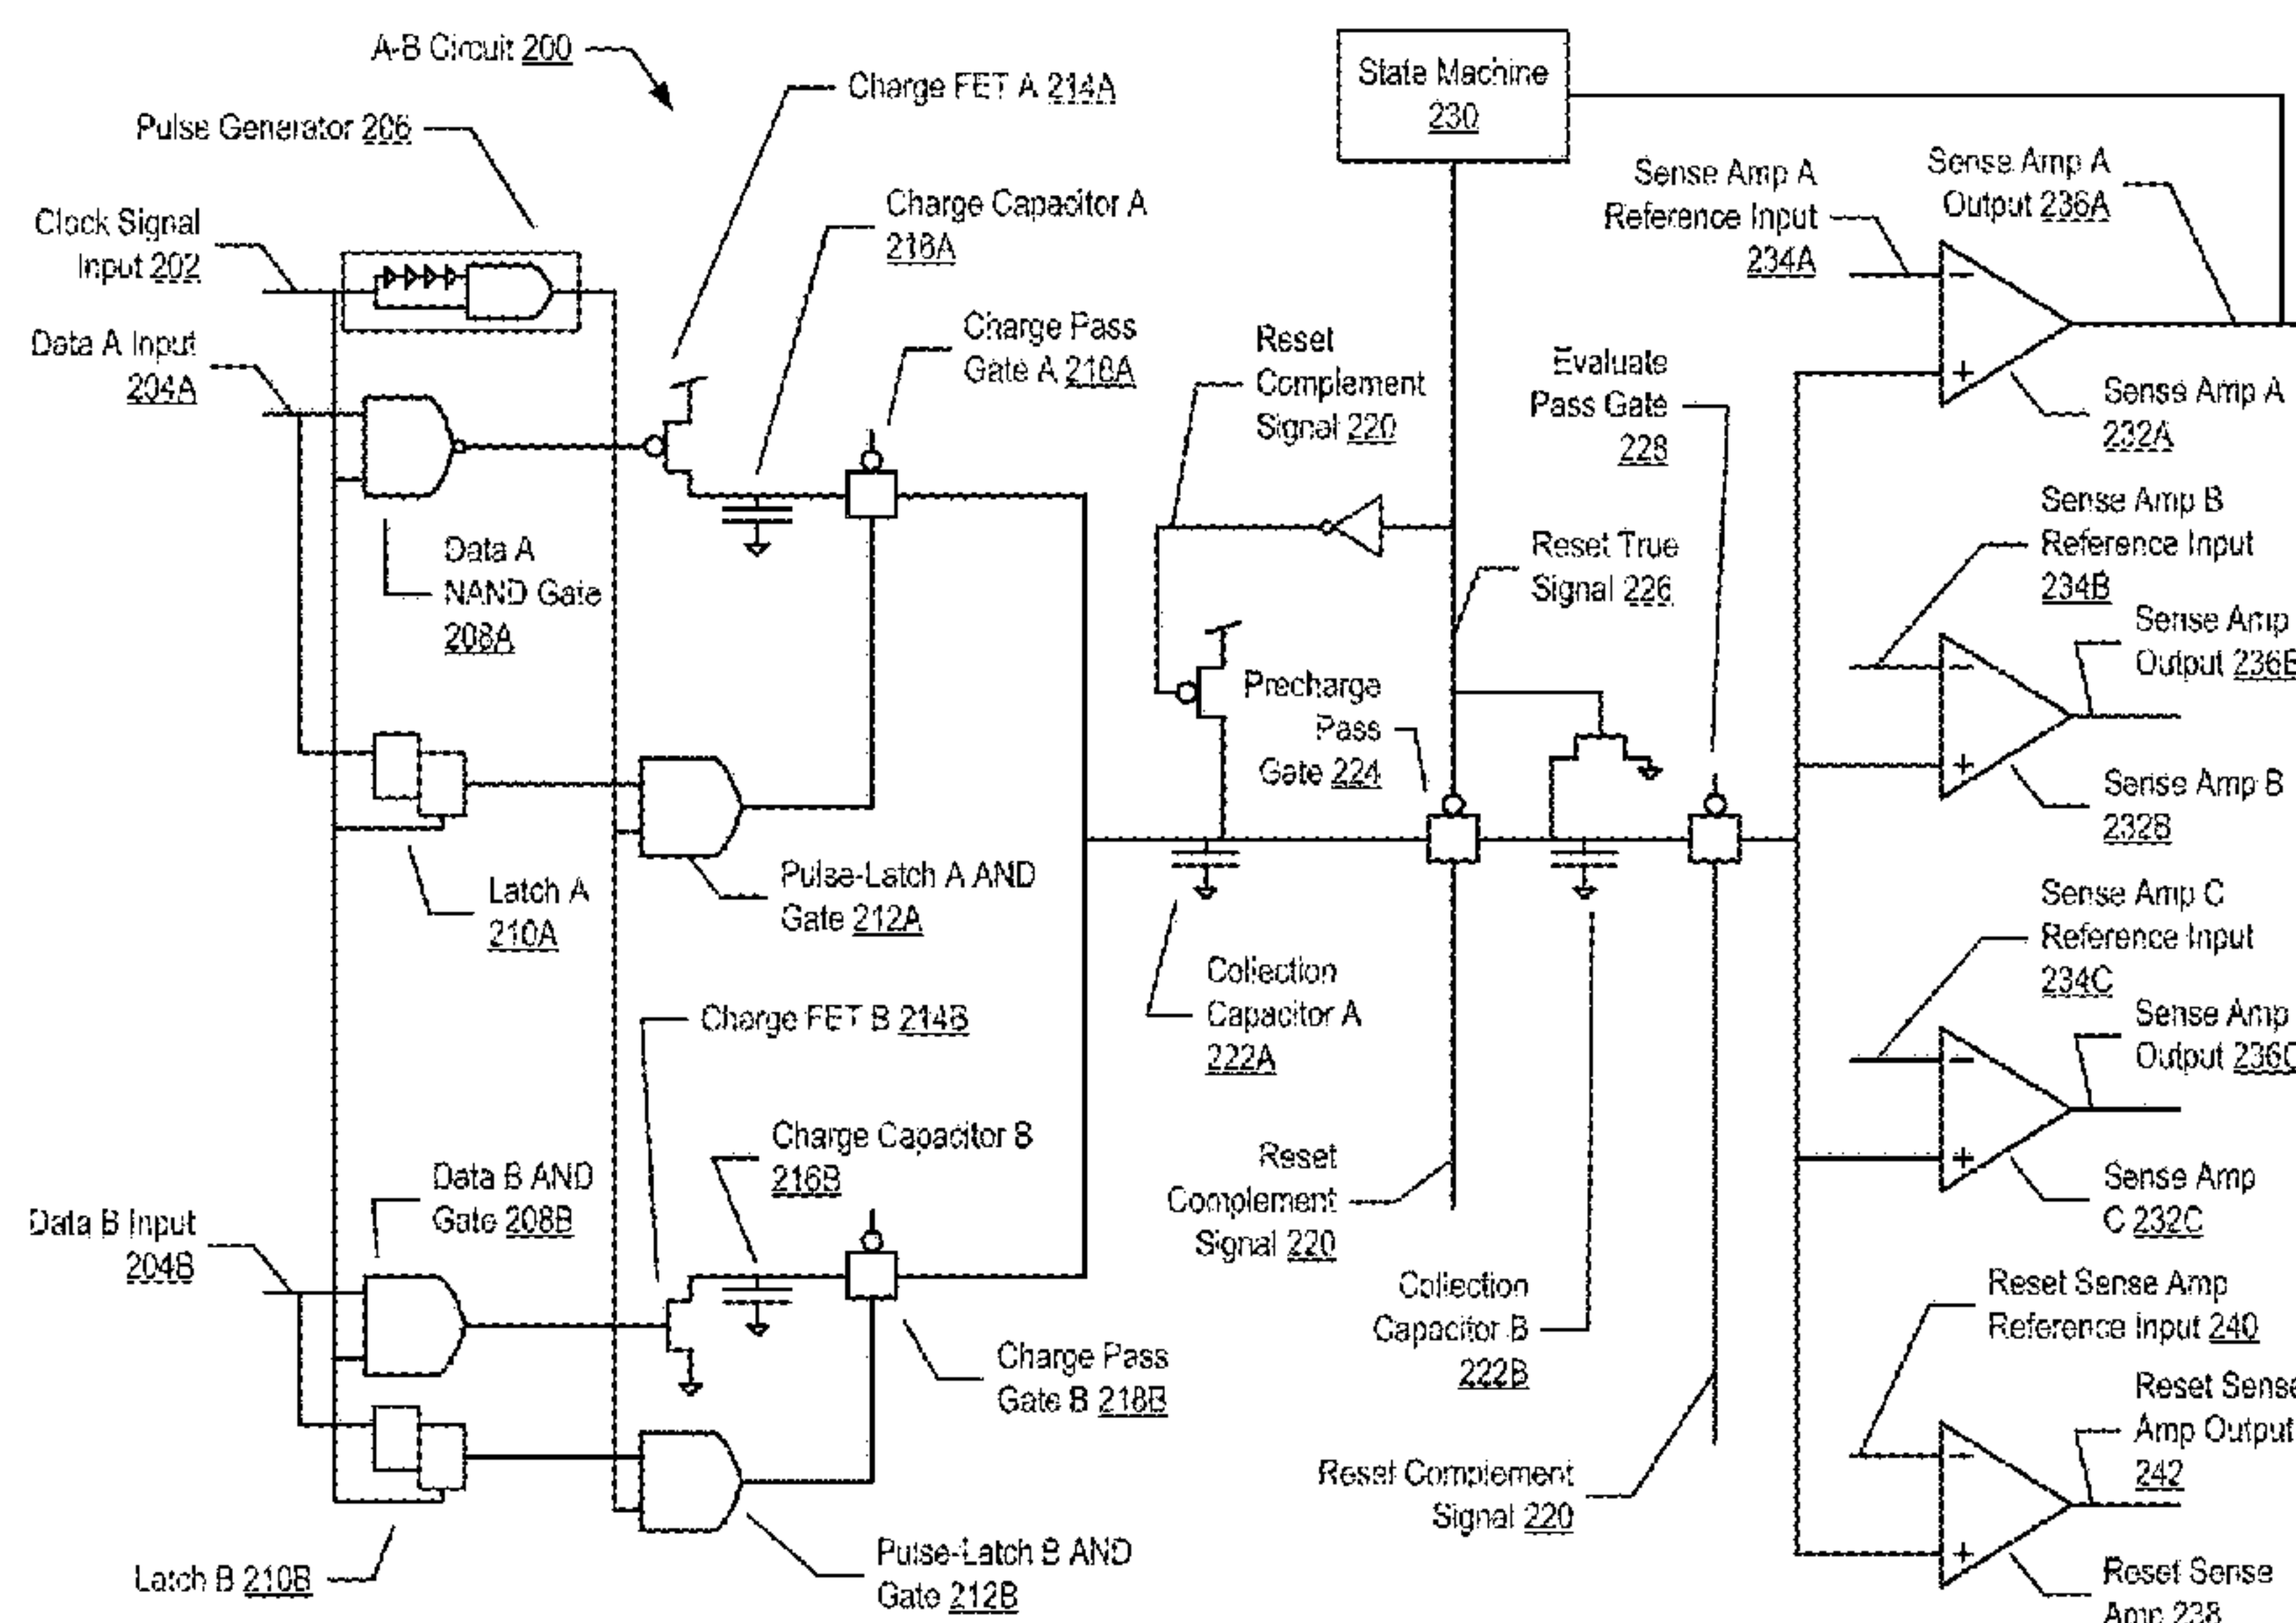 A-B Circuit 200
Charge FET A 214A
Pulse Generator 206
Clock Signal
Input 202
Charge Capacitor A
216A
Data A Input
204A
Charge Pass
Gate A 218A
Data A
NAND Gate
208A
Latch A
210A
Pulse-Latch A AND
Gate 212A
Charge FET B 214B
Charge Capacitor B
216B
Data B AND
Gate 208B
Data B Input
204B
Charge Pass
Gate B 218B
Latch B 210B
Pulse-Latch B AND
Gate 212B
State Machine
230
Reset
Complement
Signal 220
Evaluate
Pass Gate
228
Reset True
Signal 226
Precharge
Pass
Gate 224
Collection
Capacitor A
222A
Reset
Complement
Signal 220
Collection
Capacitor B
222B
Reset Complement
Signal 220
Sense Amp A
Reference Input
234A
Sense Amp A
Output 236A
−
+
Sense Amp A
232A
Sense Amp B
Reference Input
234B
Sense Amp
Output 236B
−
+
Sense Amp B
232B
Sense Amp C
Reference Input
234C
Sense Amp
Output 236C
−
+
Sense Amp
C 232C
Reset Sense Amp
Reference Input 240
Reset Sense
Amp Output
242
−
+
Reset Sense
Amp 238